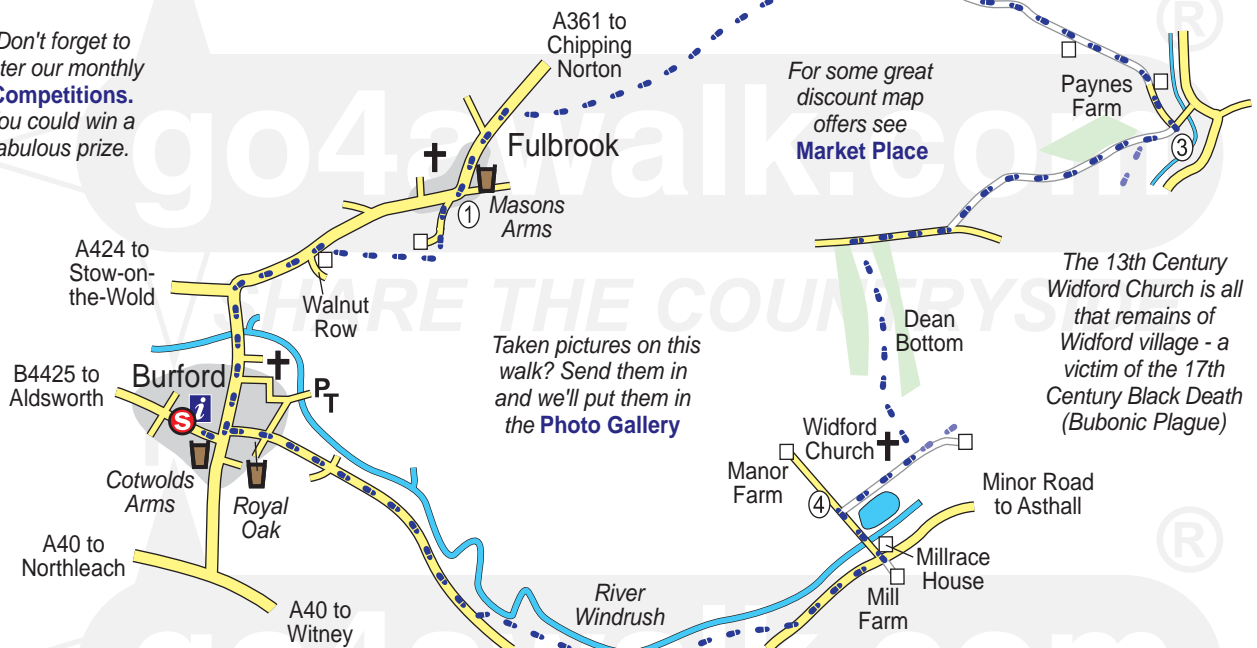 Don't forget to
our monthly
Competitions.
could win a
prize.
A361 to
Chipping
Norton
Fulbrook
1
Masons
Arms
For some great
discount map
offers see
Market Place
Paynes
Farm
3
®
go4awalk.com
SHARE THE COUNTRYSIDE
A424 to
Stow-on-
the-Wold
Walnut
Row
Taken pictures on this
walk? Send them in
and we'll put them in
the Photo Gallery
Dean
Bottom
The 13th Century
Widford Church is all
that remains of
Widford village - a
victim of the 17th
Century Black Death
(Bubonic Plague)
B4425 to
Aldsworth
Burford
i
S
P
T
Cotwolds
Arms
Royal
Oak
Widford
Church
Manor
Farm
4
Minor Road
to Asthall
Millrace
House
Mill
Farm
River
Windrush
A40 to
Northleach
A40 to
Witney
®
go4awalk.com